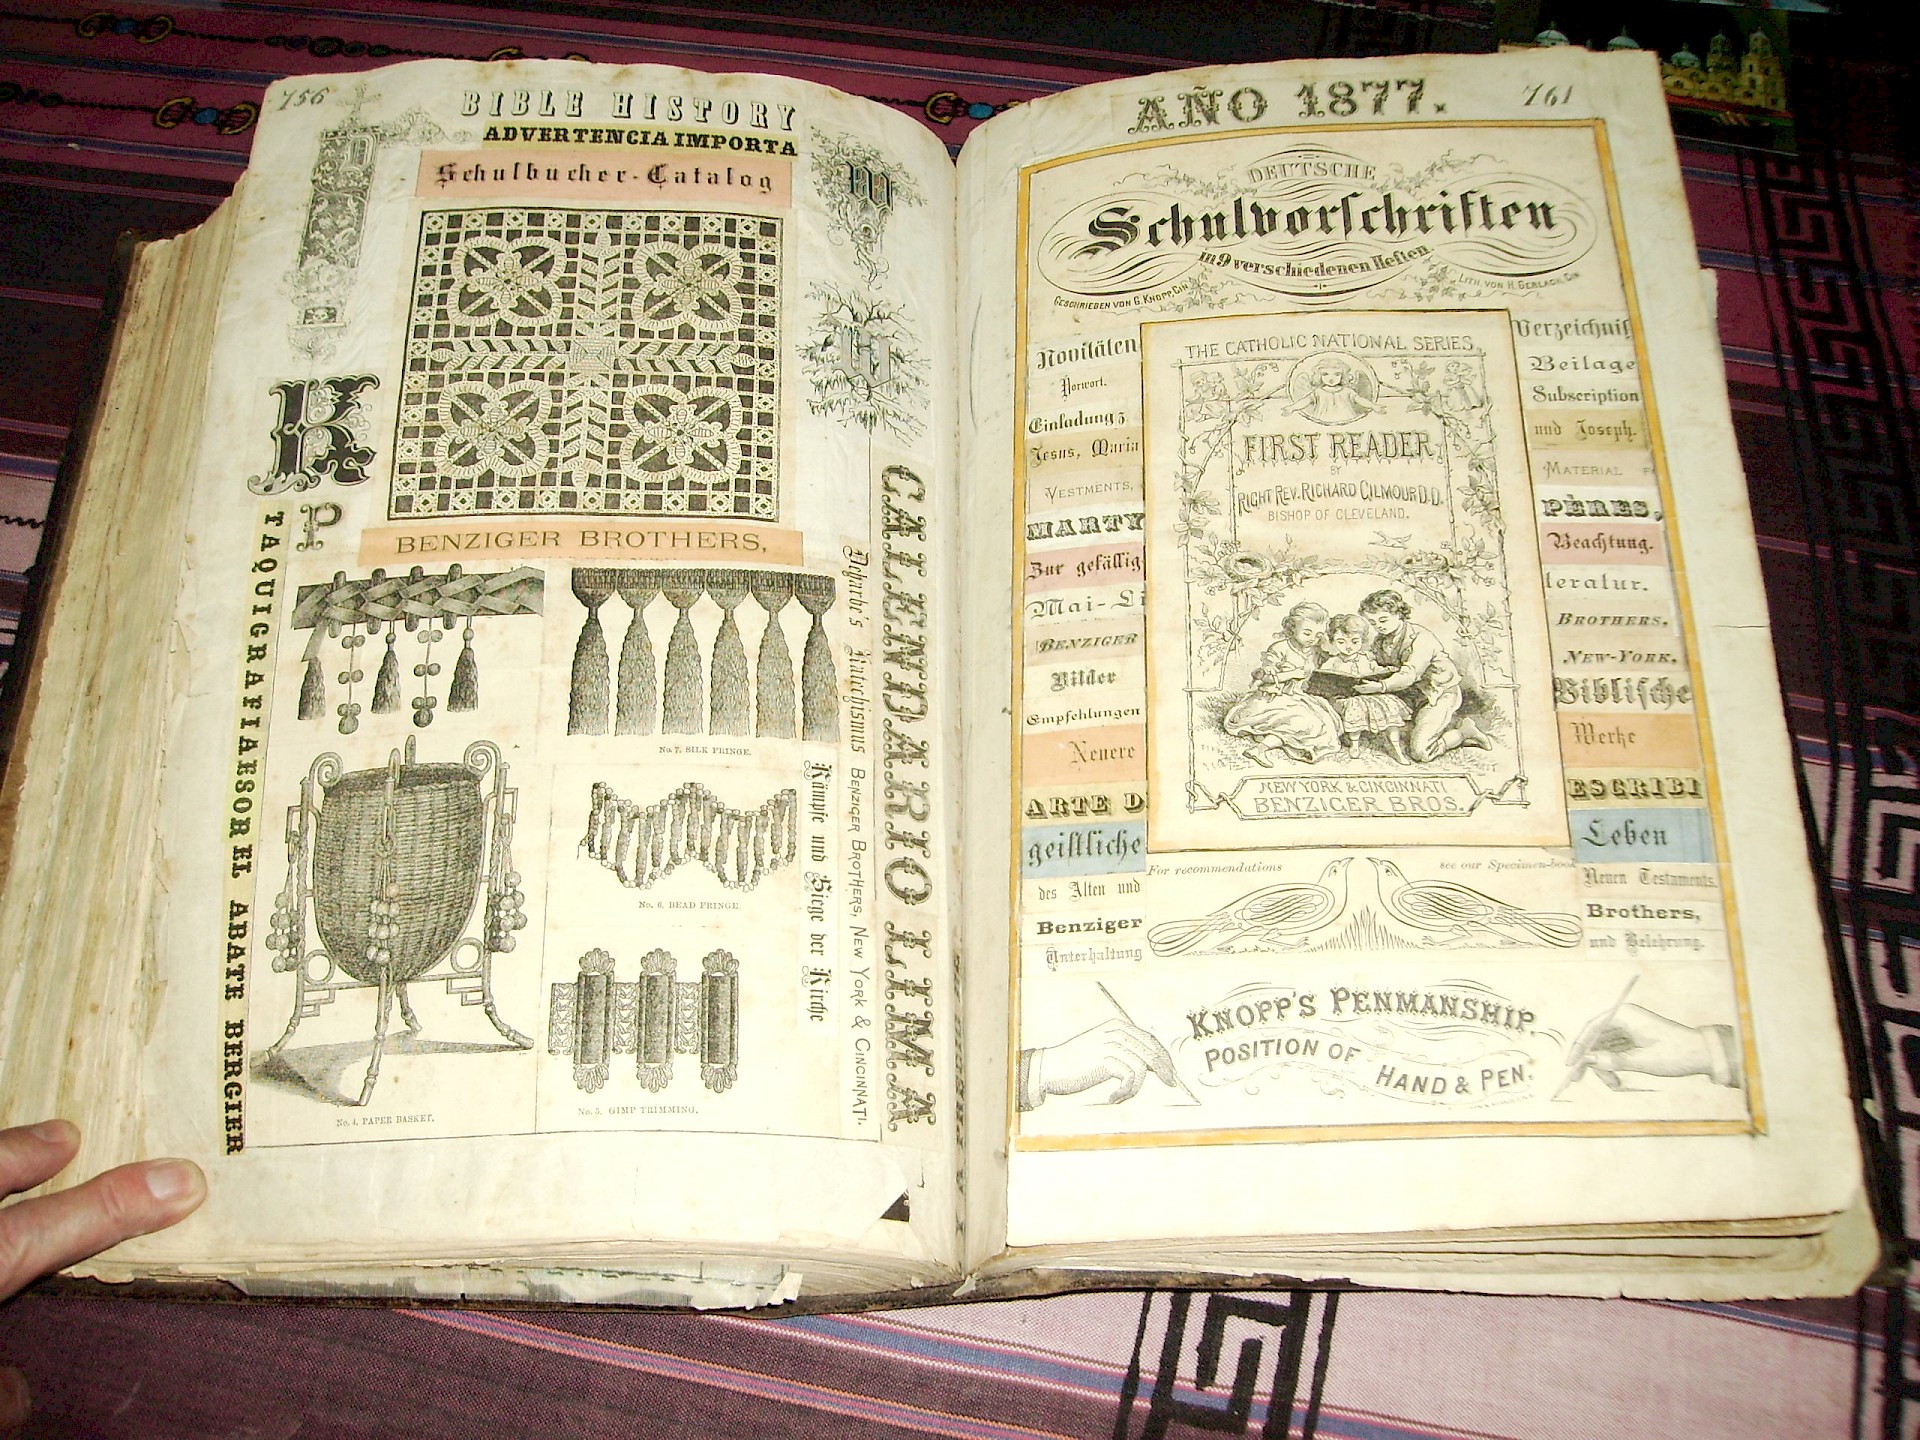 756
BIBLE HISTORY
ADVERTENCIA IMPORTA
Schulbücher-Catalog
K
P
BENZIGER BROTHERS,
TAQUIGRAFIAESOR EL ABATE BERGIER
No. 7. SILK FRINGE.
No. 6. BEAD FRINGE.
No. 5. GIMP TRIMMING.
No. 4. PAPER BASKET.
Kämpfe und Siege der Kirche
Deharbe's Katechismus BENZIGER BROTHERS, NEW YORK & CINCINNATI.
CALENDARIO LIMA
AÑO 1877.
761
DEUTSCHE
Schulvorschriften
in 9 verschiedenen Heften.
GESCHRIEBEN VON G. KNOPP, CIN.
LITH. VON H. GERLACH, CIN.
Novitäten
Vorwort.
Einladung
Jesus, Maria
VESTMENTS,
MARTY
Zur gefällig
Mai-Li
BENZIGER
Bilder
Empfehlungen
Neuere
ARTE D
geistliche
des Alten und
Benziger
Unterhaltung
THE CATHOLIC NATIONAL SERIES.
FIRST READER
BY
RIGHT REV. RICHARD GILMOUR D.D.
BISHOP OF CLEVELAND.
NEW YORK & CINCINNATI
BENZIGER BROS.
Verzeichniß
Beilage
Subscription
und Joseph.
MATERIAL
PÈRES,
Beachtung.
teratur.
BROTHERS.
NEW-YORK.
Biblische
Werke
ESCRIBI
Leben
Neuen Testaments.
Brothers,
und Belehrung.
For recommendations
see our Specimen-book
KNOPP'S PENMANSHIP.
POSITION OF
HAND & PEN.